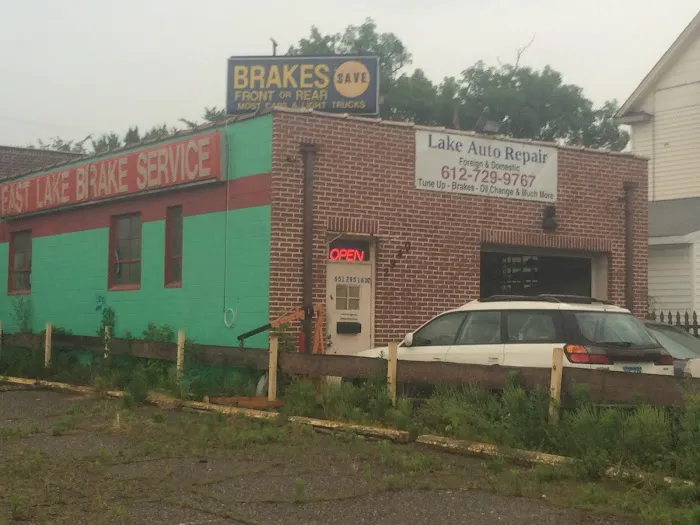 BRAKES SAVE
FRONT OR REAR
MOST CARS & LIGHT TRUCKS
EAST LAKE BRAKE SERVICE
Lake Auto Repair
Foreign & Domestic
612-729-9767
Tune Up - Brakes - Oil Change & Much More
OPEN